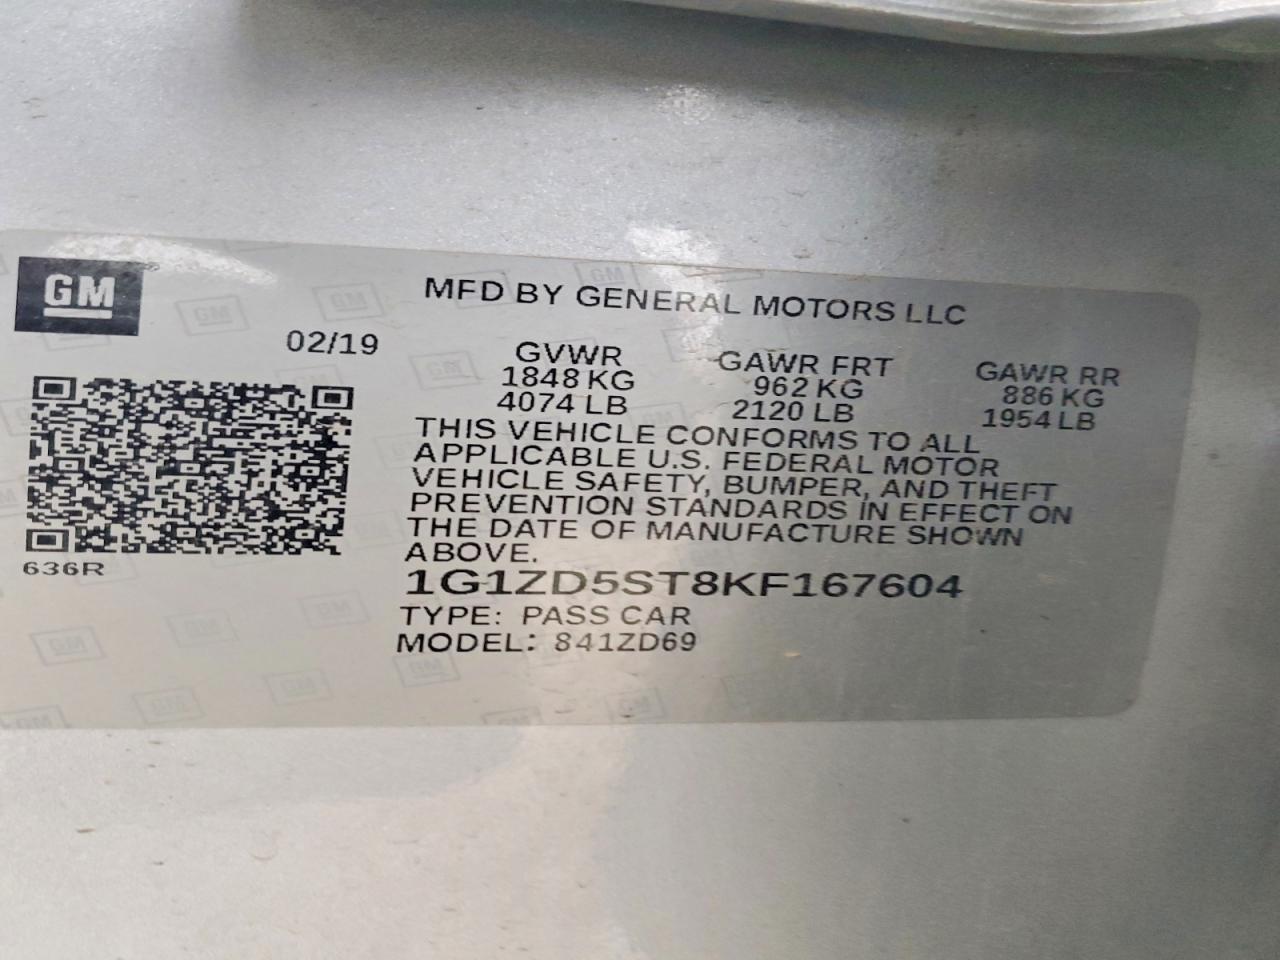 GM
MFD BY GENERAL MOTORS LLC
02/19
GVWR GAWR FRT GAWR RR
1848 KG 962 KG 886 KG
4074 LB 2120 LB 1954 LB
THIS VEHICLE CONFORMS TO ALL
APPLICABLE U.S. FEDERAL MOTOR
VEHICLE SAFETY, BUMPER, AND THEFT
PREVENTION STANDARDS IN EFFECT ON
THE DATE OF MANUFACTURE SHOWN
ABOVE.
636R
1G1ZD5ST8KF167604
TYPE: PASS CAR
MODEL: 841ZD69